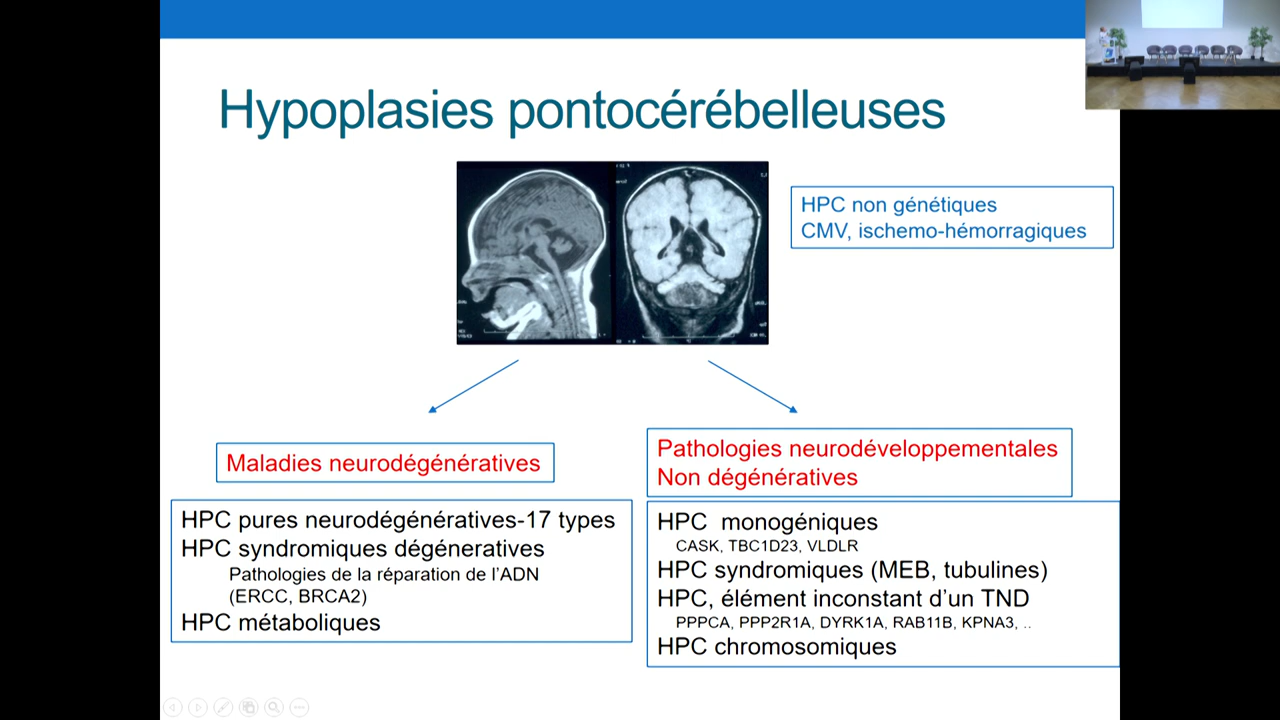 Hypoplasies pontocérébelleuses
HPC non génétiques
CMV, ischemo-hémorragiques
Maladies neurodégénératives
HPC pures neurodégénératives-17 types
HPC syndromiques dégéneratives
Pathologies de la réparation de l'ADN
(ERCC, BRCA2)
HPC métaboliques
Pathologies neurodéveloppementales
Non dégénératives
HPC monogéniques
CASK, TBC1D23, VLDLR
HPC syndromiques (MEB, tubulines)
HPC, élément inconstant d'un TND
PPPCA, PPP2R1A, DYRK1A, RAB11B, KPNA3, ..
HPC chromosomiques